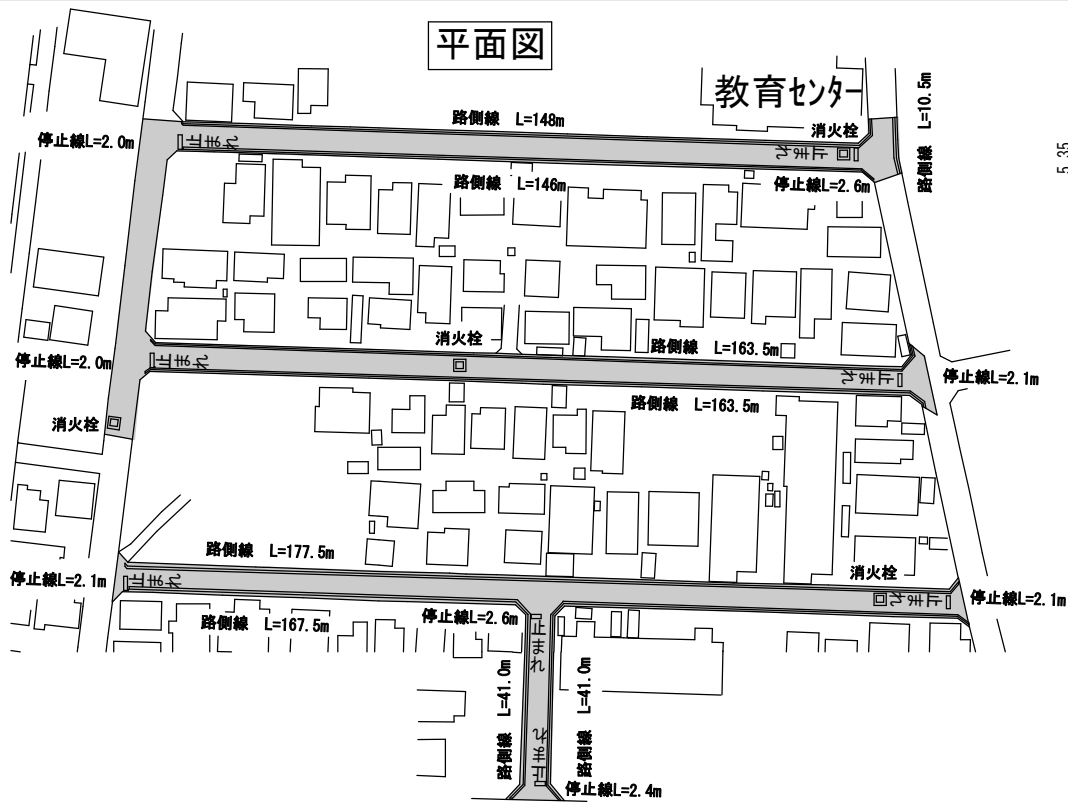 平面図
教育センター
路側線 L=10.5m
路側線 L=148m
消火栓
停止線L=2.0m
止まれ
止まれ
5.35
路側線 L=146m
停止線L=2.6m
消火栓
路側線 L=163.5m
停止線L=2.0m
止まれ
止まれ
停止線L=2.1m
路側線 L=163.5m
消火栓
路側線 L=177.5m
消火栓
停止線L=2.1m
止まれ
止まれ
停止線L=2.1m
路側線 L=167.5m
停止線L=2.6m
止まれ
路側線 L=41.0m
路側線 L=41.0m
止まれ
停止線L=2.4m